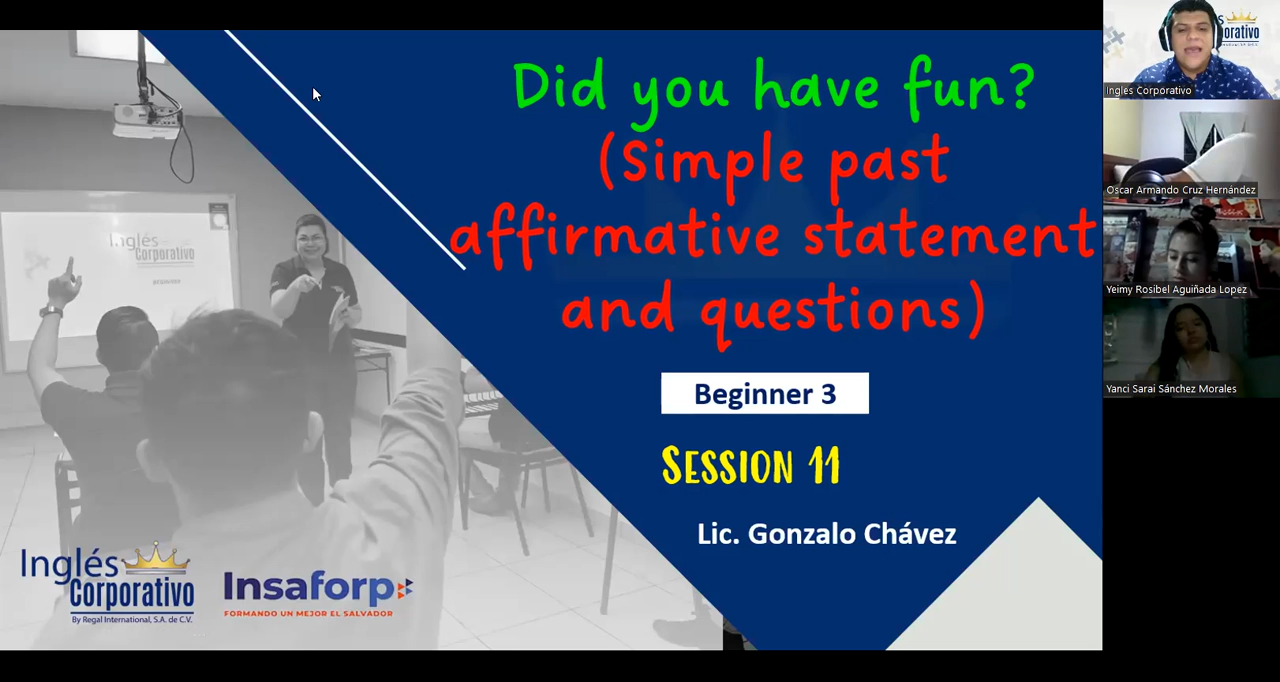 Did you have fun?
(Simple past
affirmative statement
and questions)
Beginner 3
SESSION 11
Lic. Gonzalo Chávez
Inglés
Corporativo
Inglés
Corporativo
By Regal International, S.A. de C.V.
Insaforp
FORMANDO UN MEJOR EL SALVADOR
Ingles Corporativo
Oscar Armando Cruz Hernández
Yeimy Rosibel Aguiñada Lopez
Yanci Sarai Sánchez Morales